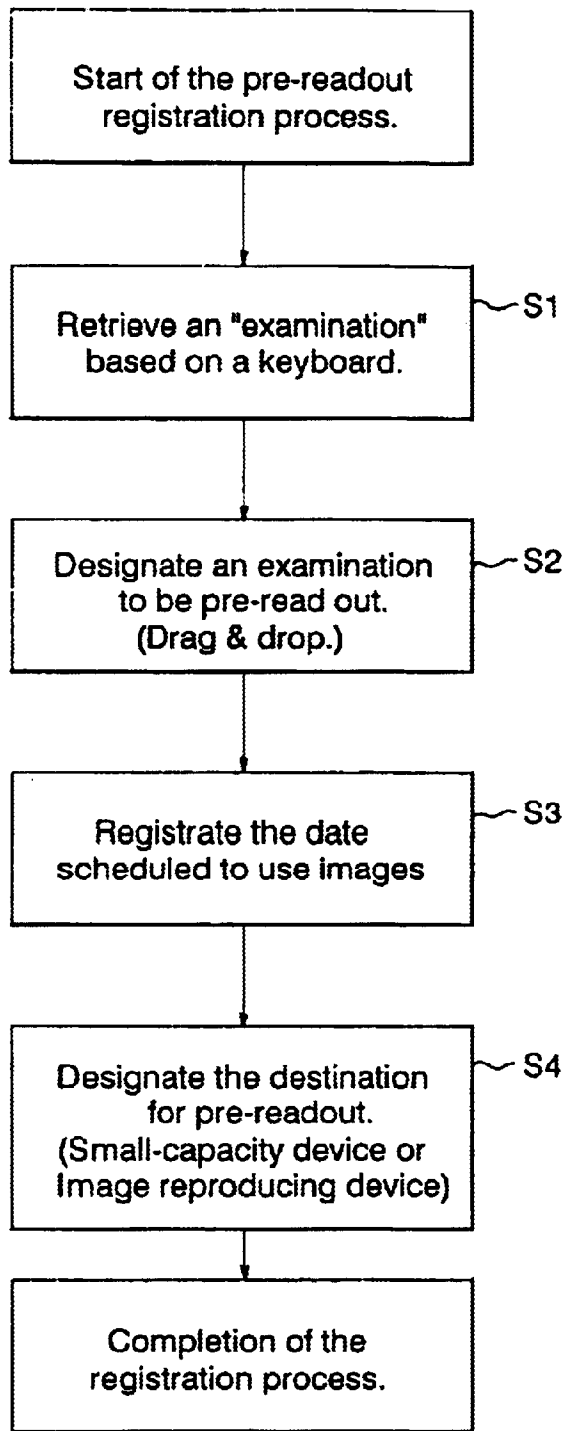 Start of the pre-readout
registration process.
Retrieve an "examination"
based on a keyboard.
S1
Designate an examination
to be pre-read out.
(Drag & drop.)
S2
Registrate the date
scheduled to use images
S3
Designate the destination
for pre-readout.
(Small-capacity device or
Image reproducing device)
S4
Completion of the
registration process.